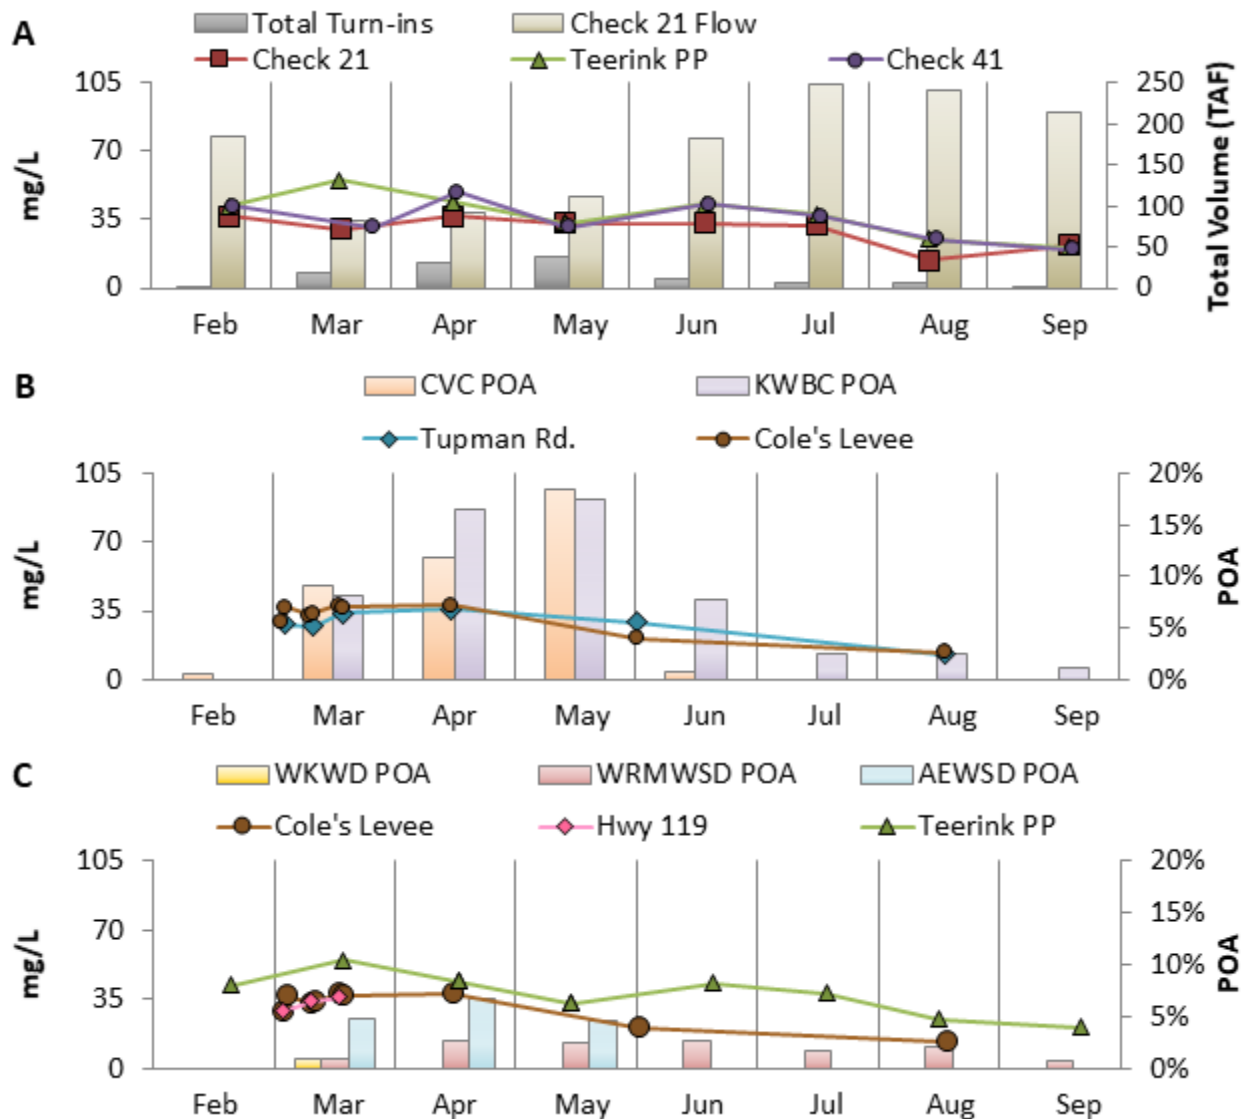 A
Total Turn-ins Check 21 Flow
Check 21 Teerink PP Check 41
105 70 35 0
mg/L
250 200 150 100 50 0
Total Volume (TAF)
Feb Mar Apr May Jun Jul Aug Sep
B
CVC POA KWBC POA
Tupman Rd. Cole's Levee
105 70 35 0
mg/L
20% 15% 10% 5% 0%
POA
Feb Mar Apr May Jun Jul Aug Sep
C
WKWD POA WRMWSD POA AEWSD POA
Cole's Levee Hwy 119 Teerink PP
105 70 35 0
mg/L
20% 15% 10% 5% 0%
POA
Feb Mar Apr May Jun Jul Aug Sep